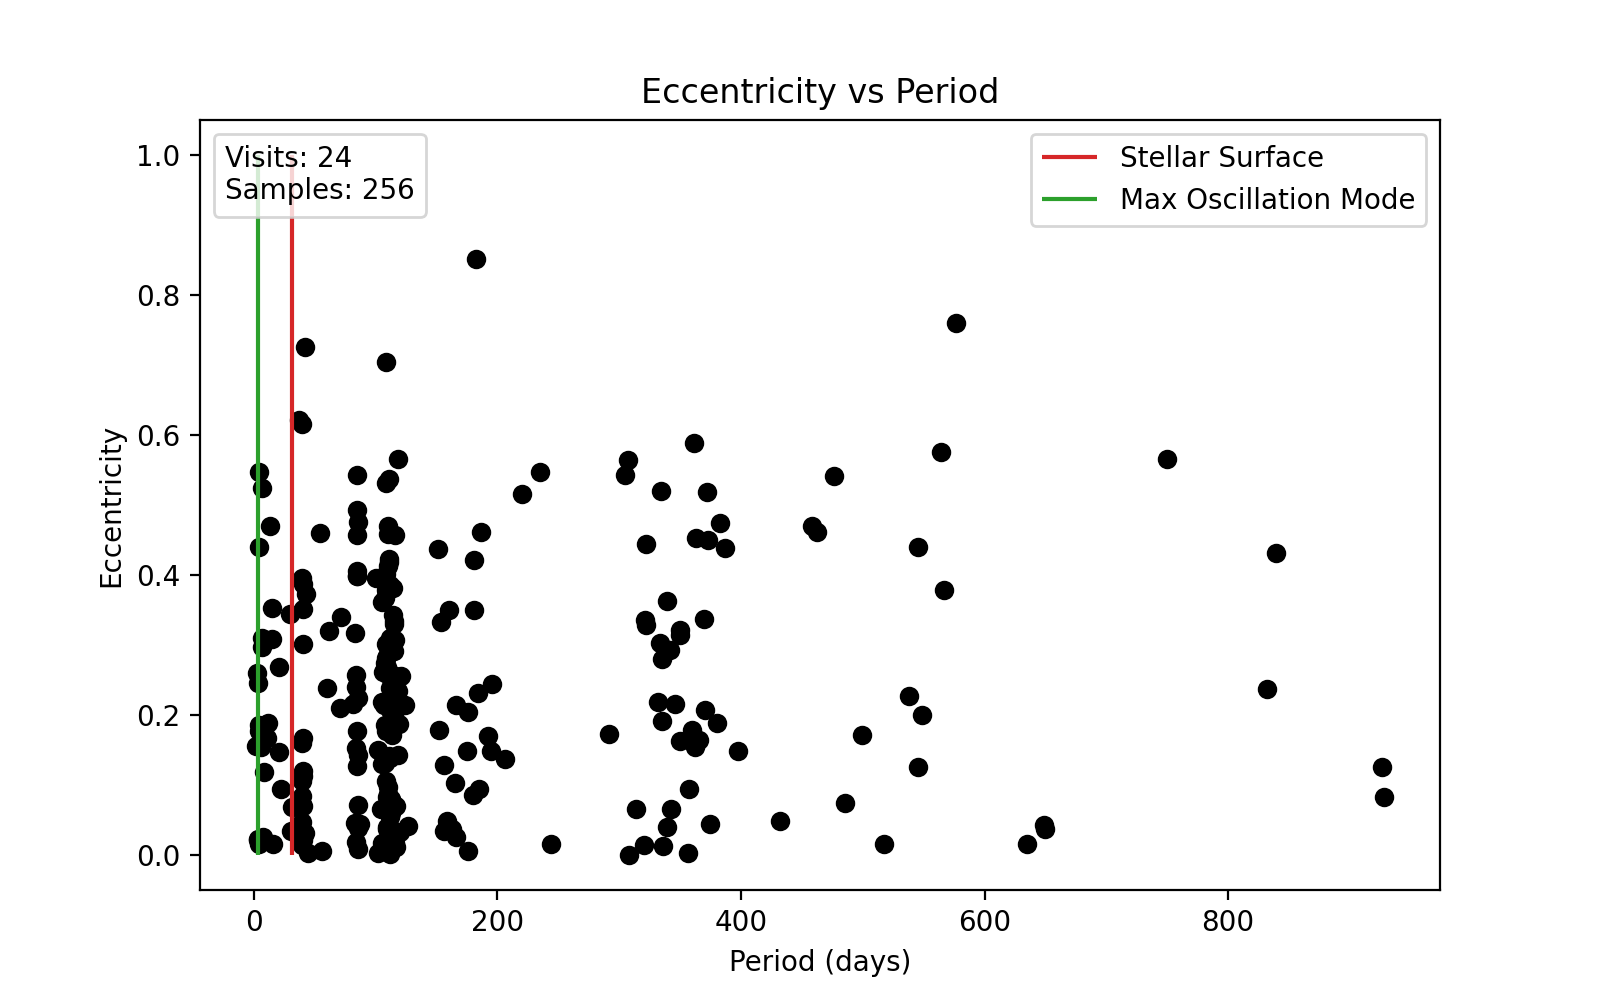 Eccentricity vs Period
Visits: 24
Samples: 256
Stellar Surface
Max Oscillation Mode
Eccentricity
1.0
0.8
0.6
0.4
0.2
0.0
0
200
400
600
800
Period (days)